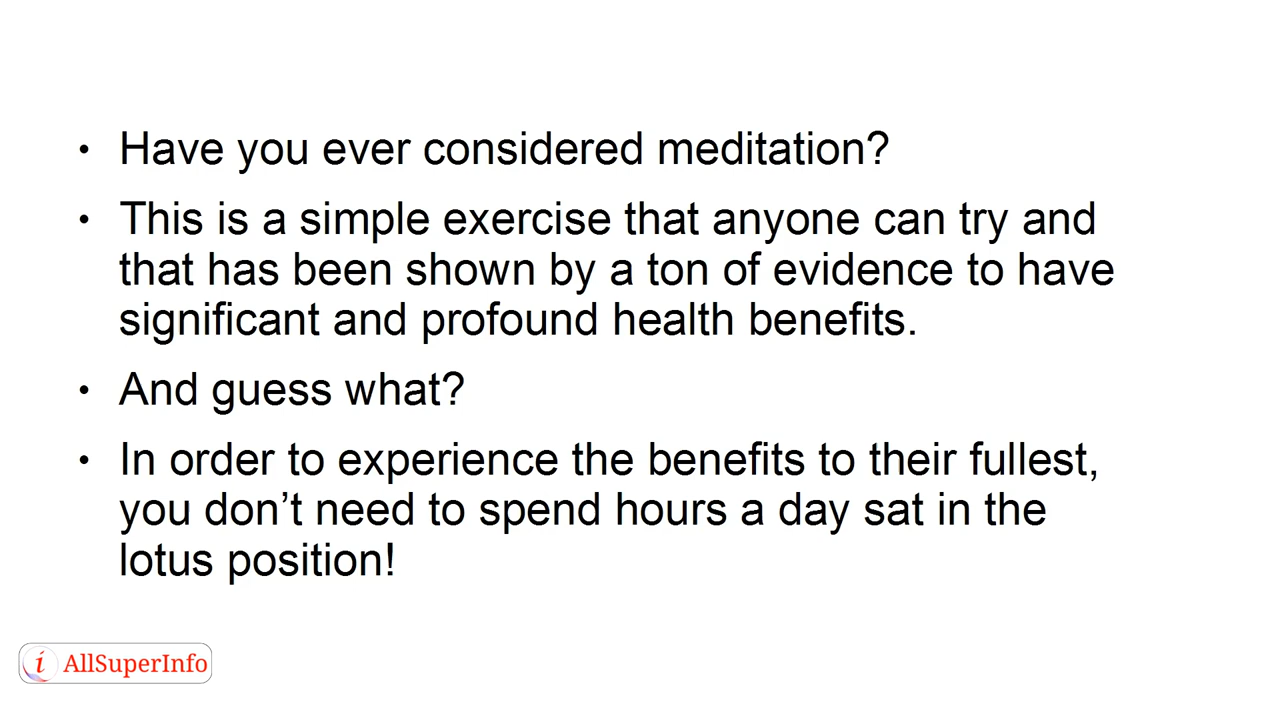 • Have you ever considered meditation?
• This is a simple exercise that anyone can try and
that has been shown by a ton of evidence to have
significant and profound health benefits.
• And guess what?
• In order to experience the benefits to their fullest,
you don’t need to spend hours a day sat in the
lotus position!
i AllSuperInfo